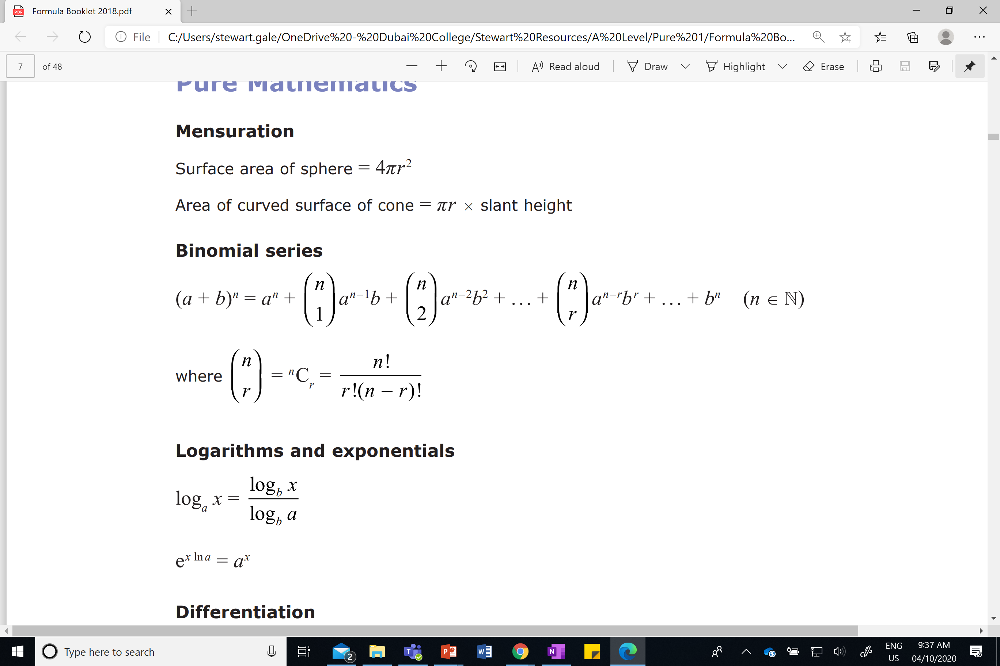 Formula Booklet 2018.pdf
File C:/Users/stewart.gale/OneDrive%20-%20Dubai%20College/Stewart%20Resources/A%20Level/Pure%201/Formula%20Bo...
7 of 48 Read aloud Draw Highlight Erase
Pure Mathematics
Mensuration
Surface area of sphere = 4πr²
Area of curved surface of cone = πr × slant height
Binomial series
(a + b)ⁿ = aⁿ + (n 1) aⁿ⁻¹b + (n 2) aⁿ⁻²b² + ... + (n r) aⁿ⁻ʳbʳ + ... + bⁿ (n ∈ ℕ)
where (n r) = ⁿCᵣ = n! / r!(n − r)!
Logarithms and exponentials
logₐ x = log_b x / log_b a
e^{x ln a} = aˣ
Differentiation
Type here to search 2 ENG 9:37 AM
US 04/10/2020